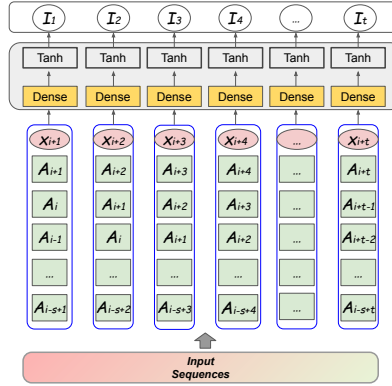 I1 I2 I3 I4 ... It
Tanh Tanh Tanh Tanh Tanh Tanh
Dense Dense Dense Dense Dense Dense
xi+1 xi+2 xi+3 xi+4 ... xi+t
Ai+1 Ai+2 Ai+3 Ai+4 ... Ai+t
Ai Ai+1 Ai+2 Ai+3 ... Ai+t-1
Ai-1 Ai Ai+1 Ai+2 ... Ai+t-2
... ... ... ... ... ...
Ai-s+1 Ai-s+2 Ai-s+3 Ai-s+4 ... Ai-s+t
Input
Sequences